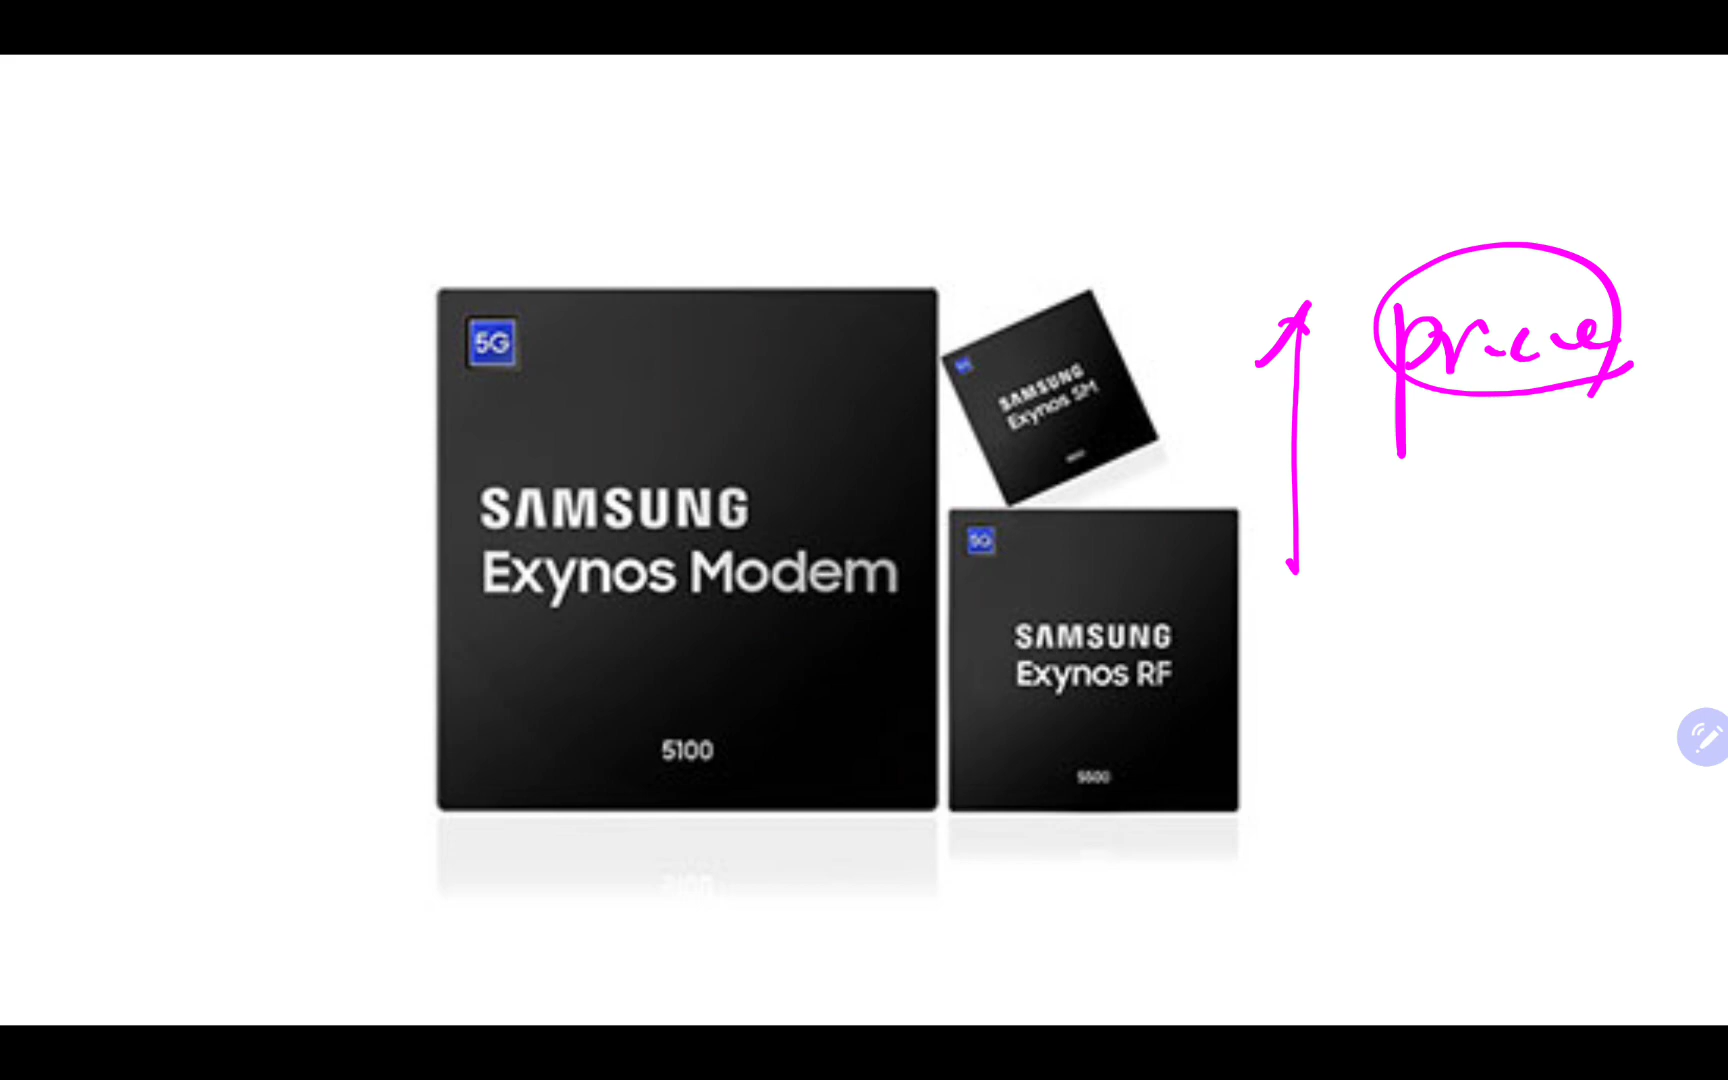 5G
SAMSUNG
Exynos Modem
5100
SAMSUNG
Exynos SM
5G
SAMSUNG
Exynos RF
5500
price